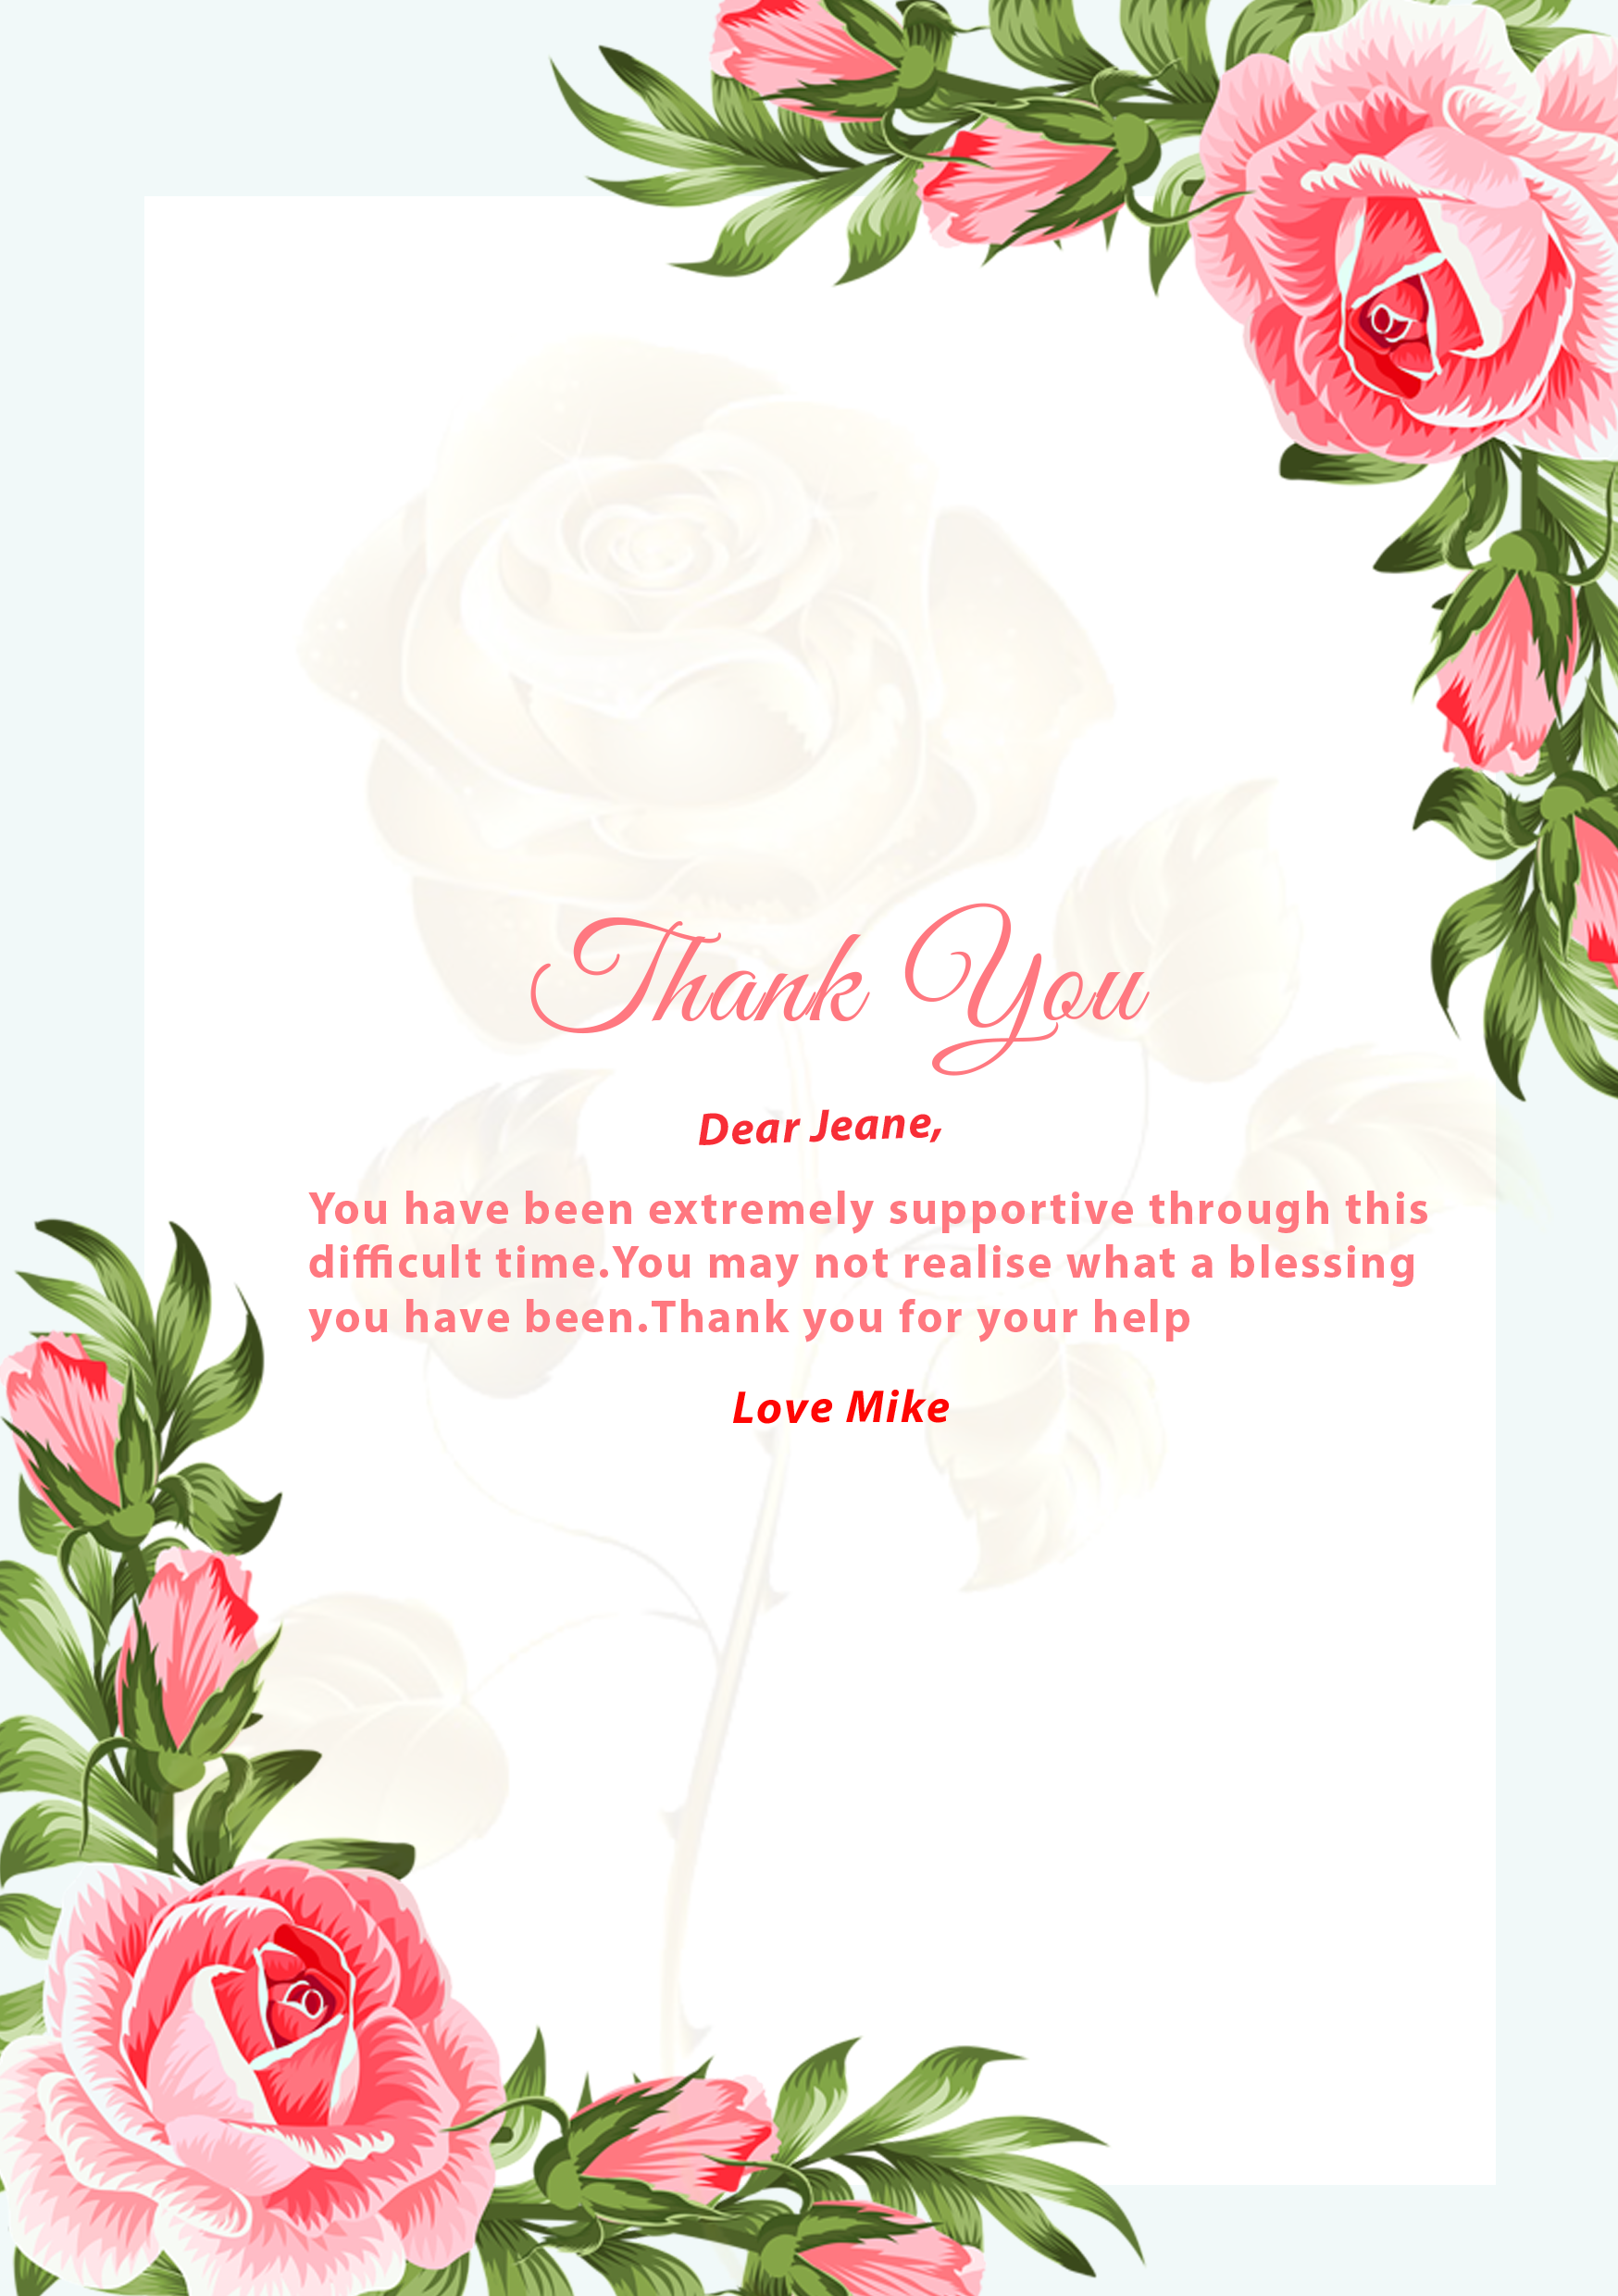 Thank You
Dear Jeane,
You have been extremely supportive through this
difficult time.You may not realise what a blessing
you have been.Thank you for your help
Love Mike